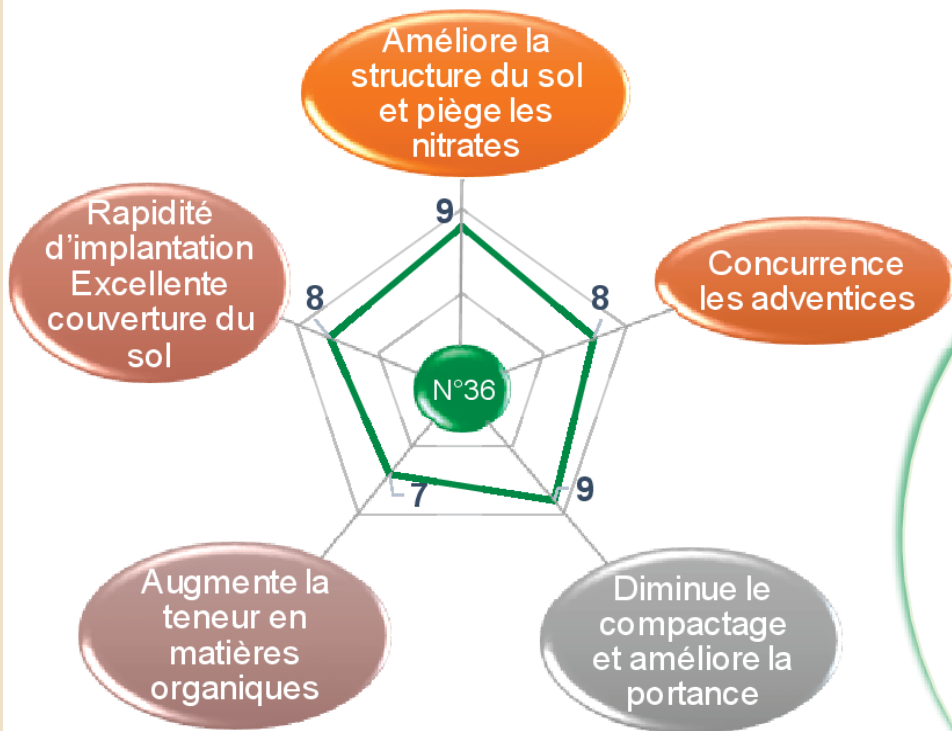 Améliore la
structure du sol
et piège les
nitrates
9
Rapidité
d'implantation
Excellente
couverture du
sol
8
8
Concurrence
les adventices
N°36
7
9
Augmente la
teneur en
matières
organiques
Diminue le
compactage
et améliore la
portance